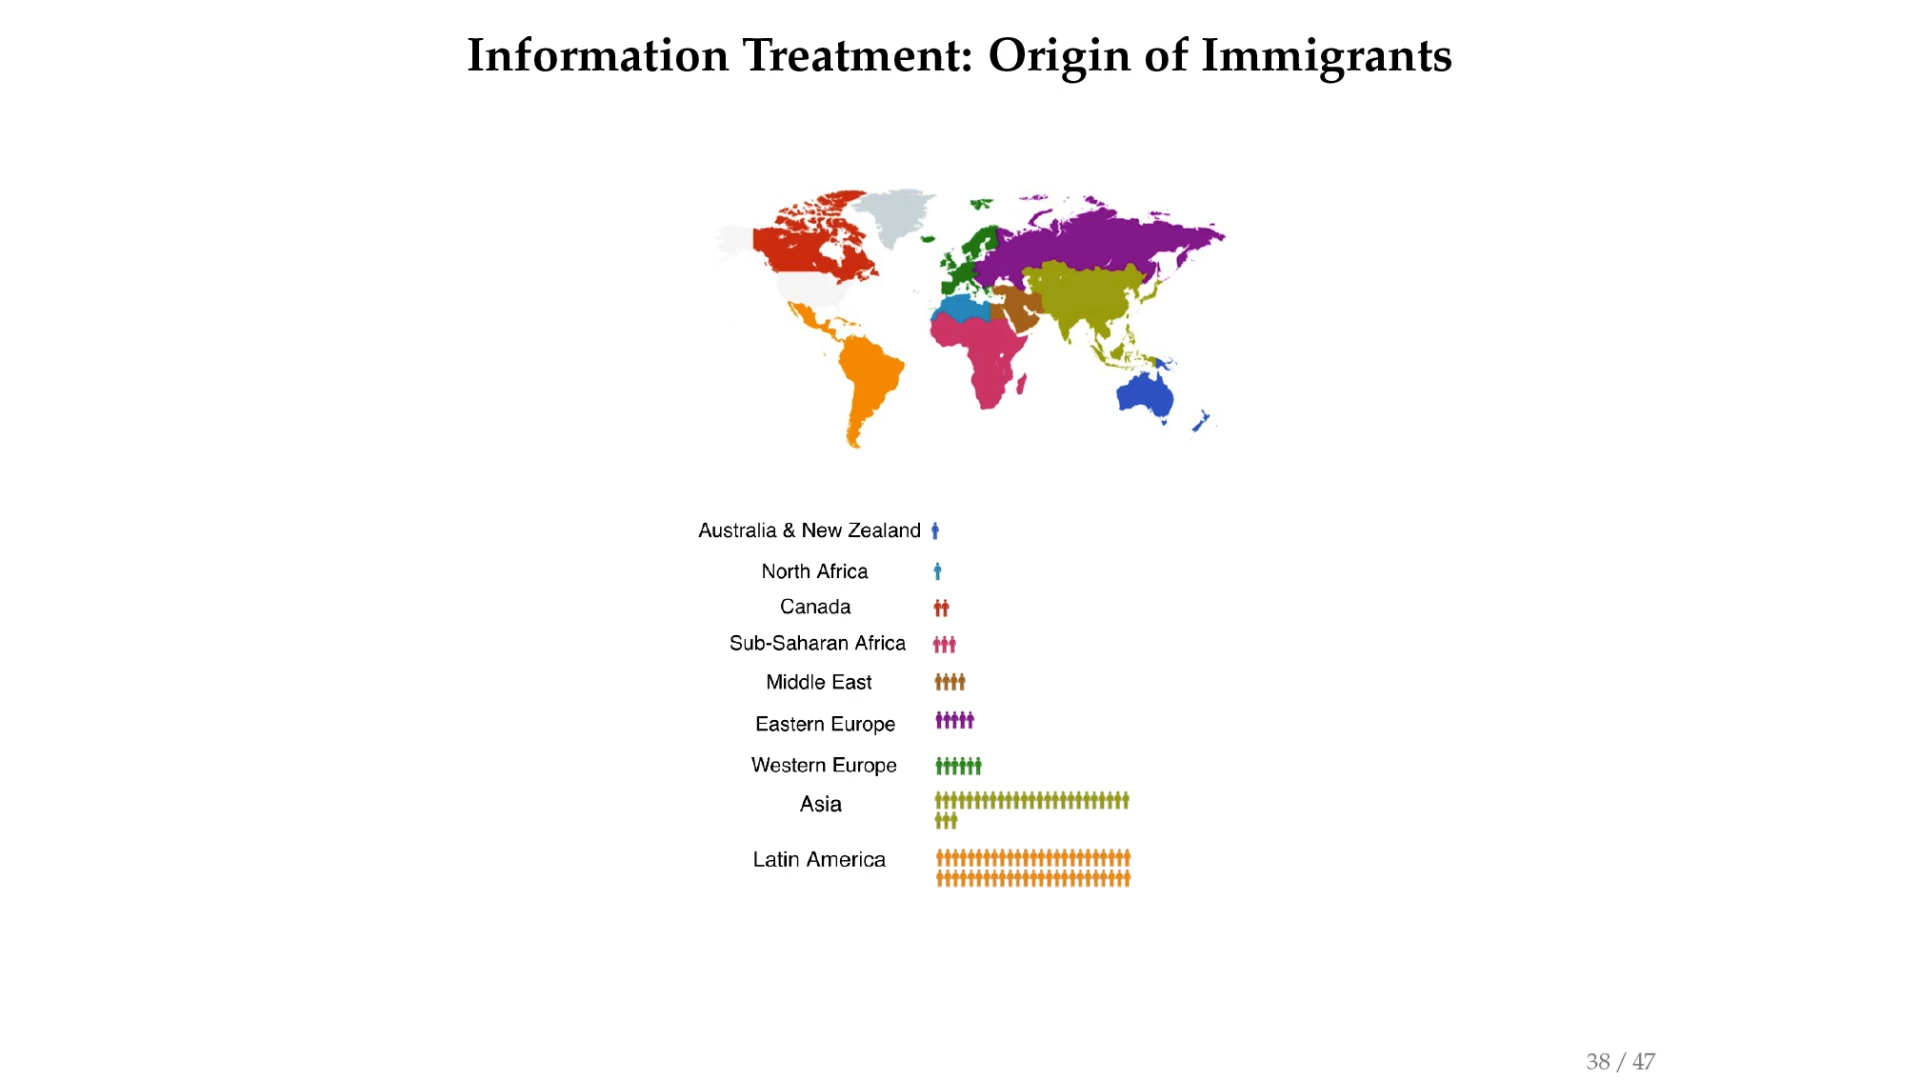 Information Treatment: Origin of Immigrants
Australia & New Zealand
North Africa
Canada
Sub-Saharan Africa
Middle East
Eastern Europe
Western Europe
Asia
Latin America
38 / 47